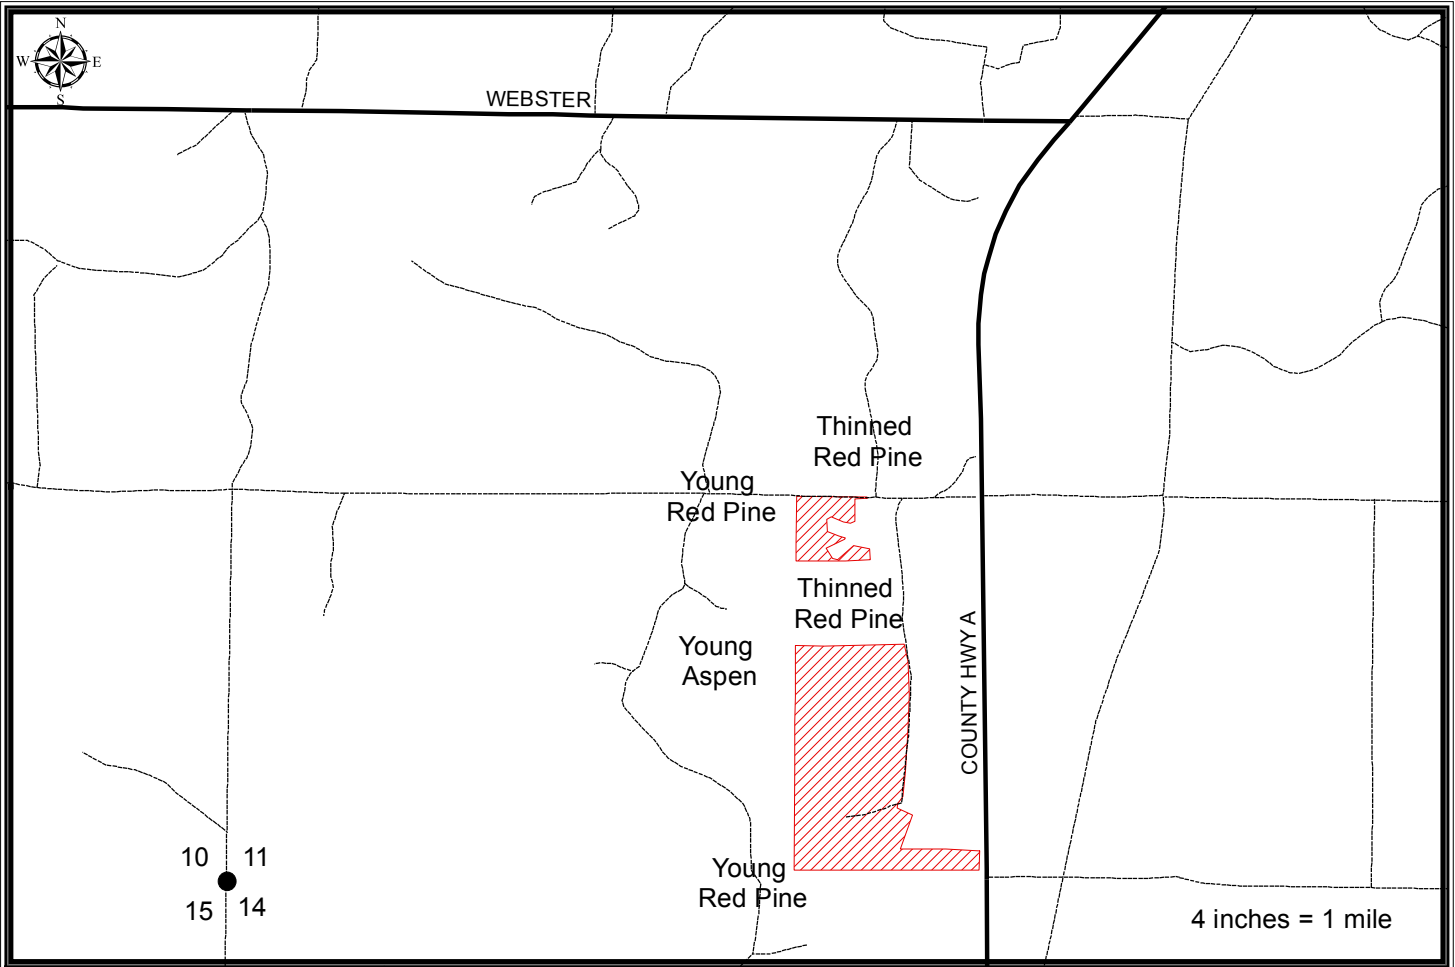 N
W E
S
WEBSTER
Thinned
Red Pine
Young
Red Pine
Thinned
Red Pine
COUNTY HWY A
Young
Aspen
10 11
15 14
Young
Red Pine
4 inches = 1 mile